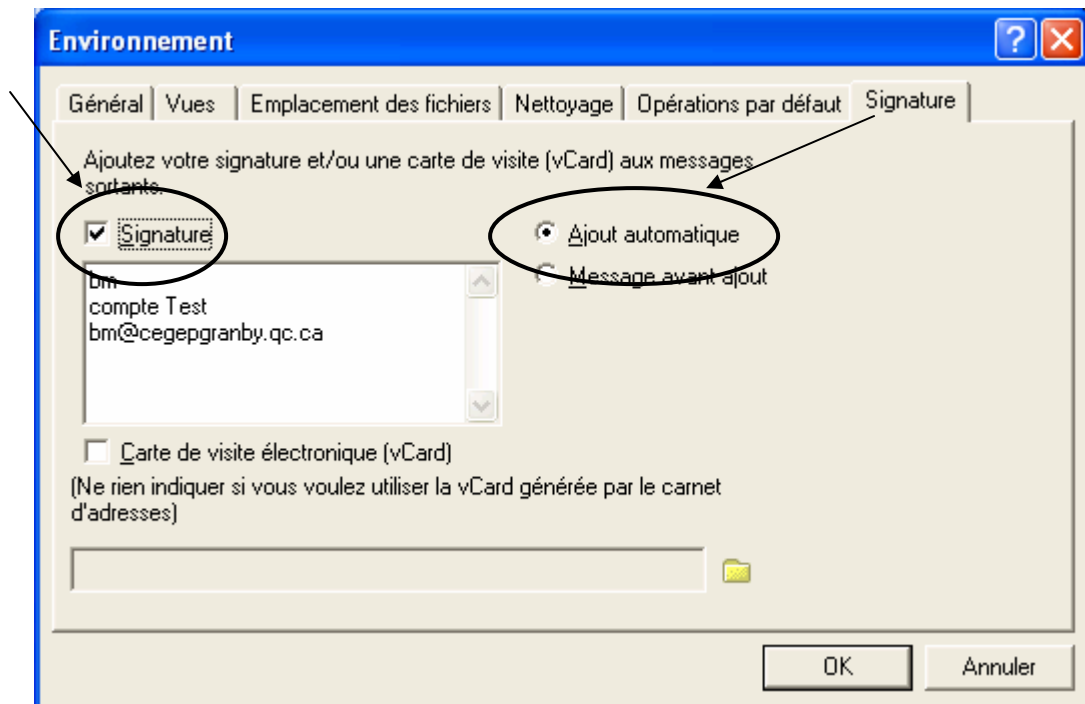 Environnement
Général Vues Emplacement des fichiers Nettoyage Opérations par défaut Signature
Ajoutez votre signature et/ou une carte de visite (vCard) aux messages
sortants.
Signature
Ajout automatique
Message avant ajout
bm
compte Test
bm@cegepgranby.qc.ca
Carte de visite électronique (vCard)
(Ne rien indiquer si vous voulez utiliser la vCard générée par le carnet
d'adresses)
OK Annuler